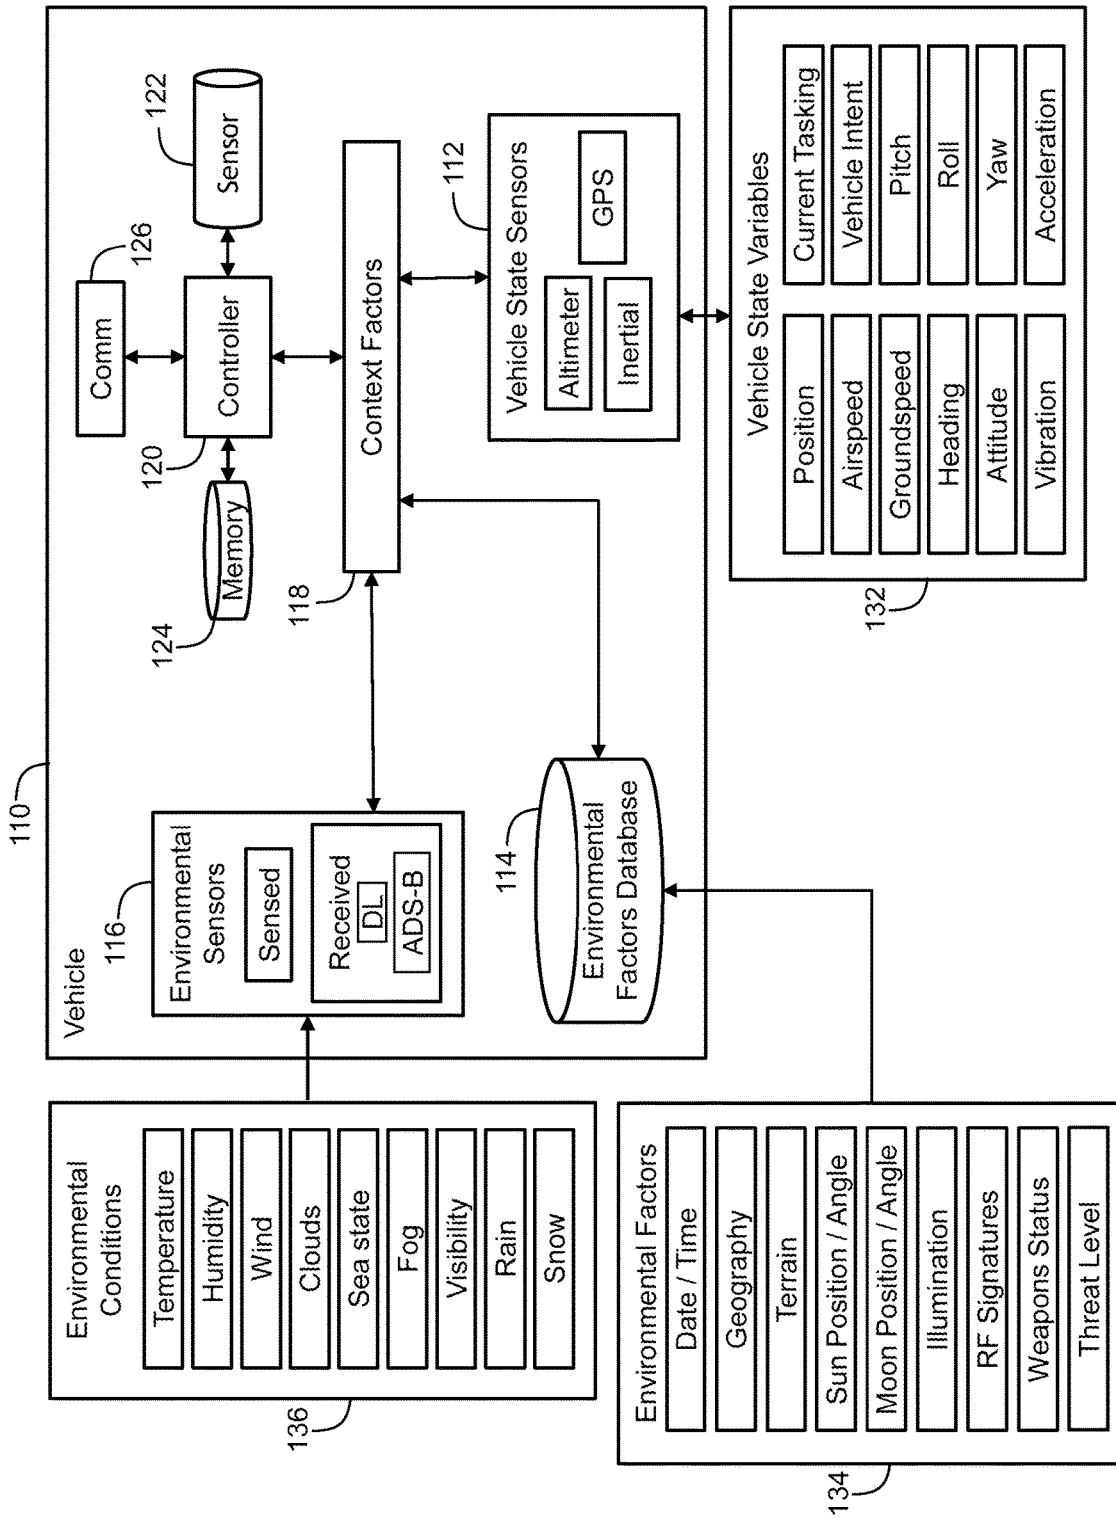 110
Vehicle
116
Environmental
Sensors
Sensed
Received
DL
ADS-B
114
Environmental
Factors Database
124
Memory
120
Controller
126
Comm
122
Sensor
118
Context Factors
112
Vehicle State Sensors
Altimeter
Inertial
GPS
136
Environmental
Conditions
Temperature
Humidity
Wind
Clouds
Sea state
Fog
Visibility
Rain
Snow
134
Environmental Factors
Date / Time
Geography
Terrain
Sun Position / Angle
Moon Position / Angle
Illumination
RF Signatures
Weapons Status
Threat Level
132
Vehicle State Variables
Position
Airspeed
Groundspeed
Heading
Attitude
Vibration
Current Tasking
Vehicle Intent
Pitch
Roll
Yaw
Acceleration